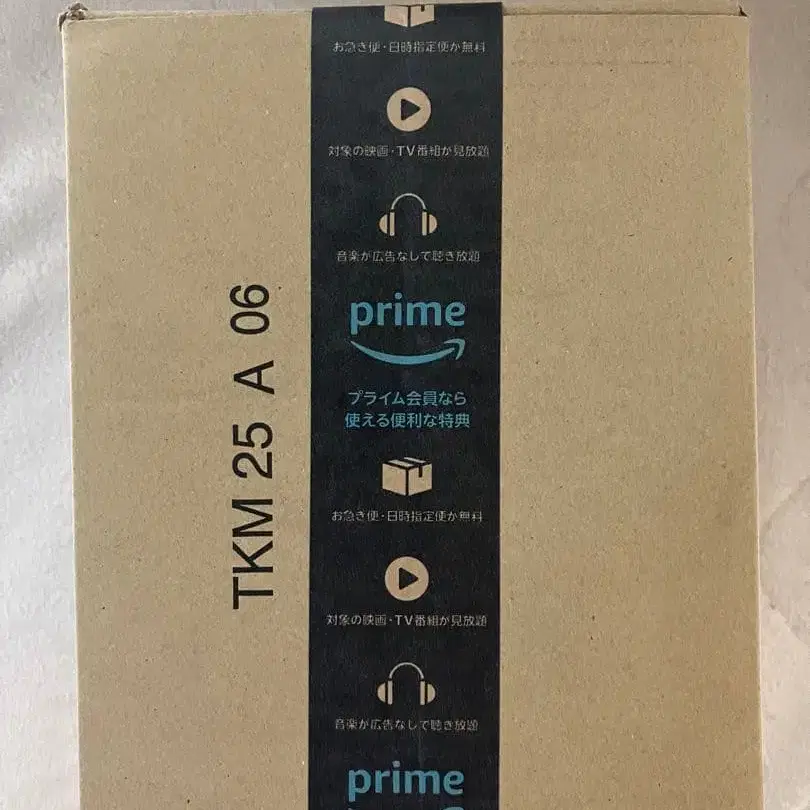 お急ぎ便・日時指定便が無料
対象の映画・TV番組が見放題
音楽が広告なしで聴き放題
prime
プライム会員なら
使える便利な特典
お急ぎ便・日時指定便が無料
対象の映画・TV番組が見放題
音楽が広告なしで聴き放題
prime
TKM 25 A 06